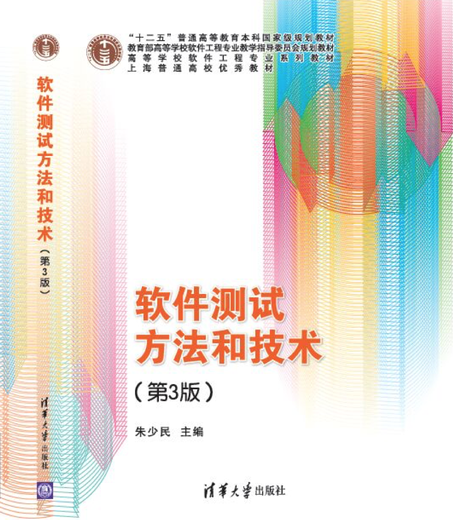 软件测试方法和技术（第3版）
清华大学出版社
“十二五”普通高等教育本科国家级规划教材
教育部高等学校软件工程专业教学指导委员会规划教材
高等学校软件工程专业系列教材
上海普通高校优秀教材
软件测试
方法和技术
（第3版）
朱少民 主编
清华大学出版社